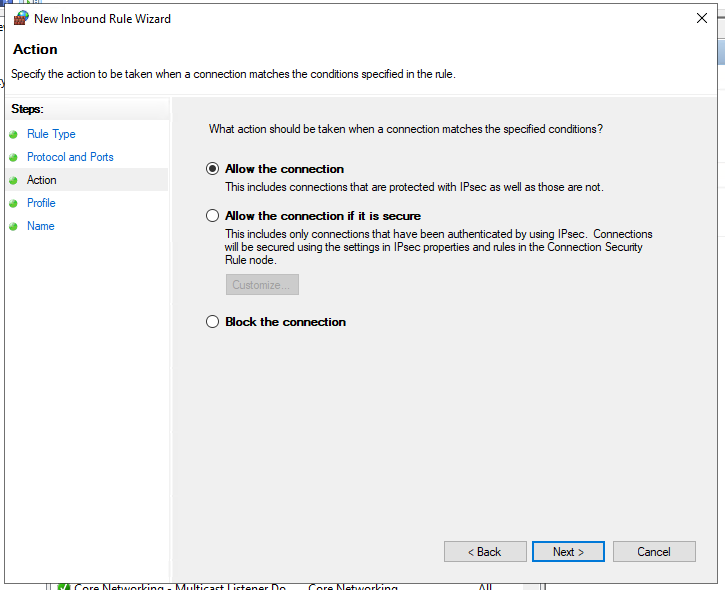 New Inbound Rule Wizard
Action
Specify the action to be taken when a connection matches the conditions specified in the rule.
Steps:
Rule Type
Protocol and Ports
Action
Profile
Name
What action should be taken when a connection matches the specified conditions?
Allow the connection
This includes connections that are protected with IPsec as well as those are not.
Allow the connection if it is secure
This includes only connections that have been authenticated by using IPsec. Connections
will be secured using the settings in IPsec properties and rules in the Connection Security
Rule node.
Customize...
Block the connection
< Back
Next >
Cancel
Core Networking - Multicast Listener Do... Core Networking All